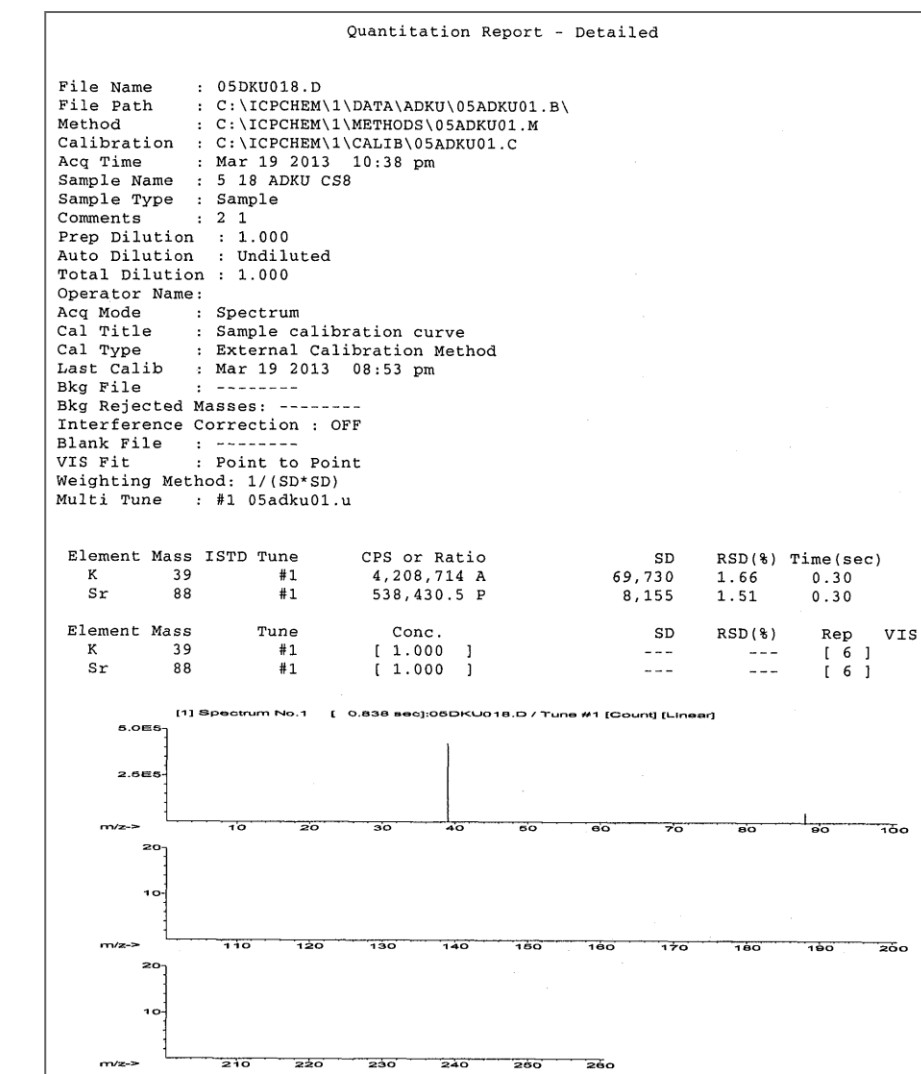 Quantitation Report - Detailed
File Name : 05DKU018.D
File Path : C:\ICPCHEM\1\DATA\ADKU\05ADKU01.B\
Method : C:\ICPCHEM\1\METHODS\05ADKU01.M
Calibration : C:\ICPCHEM\1\CALIB\05ADKU01.C
Acq Time : Mar 19 2013 10:38 pm
Sample Name : 5 18 ADKU CS8
Sample Type : Sample
Comments : 2 1
Prep Dilution : 1.000
Auto Dilution : Undiluted
Total Dilution : 1.000
Operator Name:
Acq Mode : Spectrum
Cal Title : Sample calibration curve
Cal Type : External Calibration Method
Last Calib : Mar 19 2013 08:53 pm
Bkg File : --------
Bkg Rejected Masses: --------
Interference Correction : OFF
Blank File : --------
VIS Fit : Point to Point
Weighting Method: 1/(SD*SD)
Multi Tune : #1 05adku01.u
Element Mass ISTD Tune CPS or Ratio SD RSD(%) Time(sec)
K 39 #1 4,208,714 A 69,730 1.66 0.30
Sr 88 #1 538,430.5 P 8,155 1.51 0.30
Element Mass Tune Conc. SD RSD(%) Rep VIS
K 39 #1 [ 1.000 ] --- --- [ 6 ]
Sr 88 #1 [ 1.000 ] --- --- [ 6 ]
[1] Spectrum No.1 [ 0.838 sec]:05DKU018.D / Tune #1 [Count] [Linear]
5.0E5
2.5E5
m/z-> 10 20 30 40 50 60 70 80 90 100
20
10
m/z-> 110 120 130 140 150 160 170 180 190 200
20
10
m/z-> 210 220 230 240 250 260